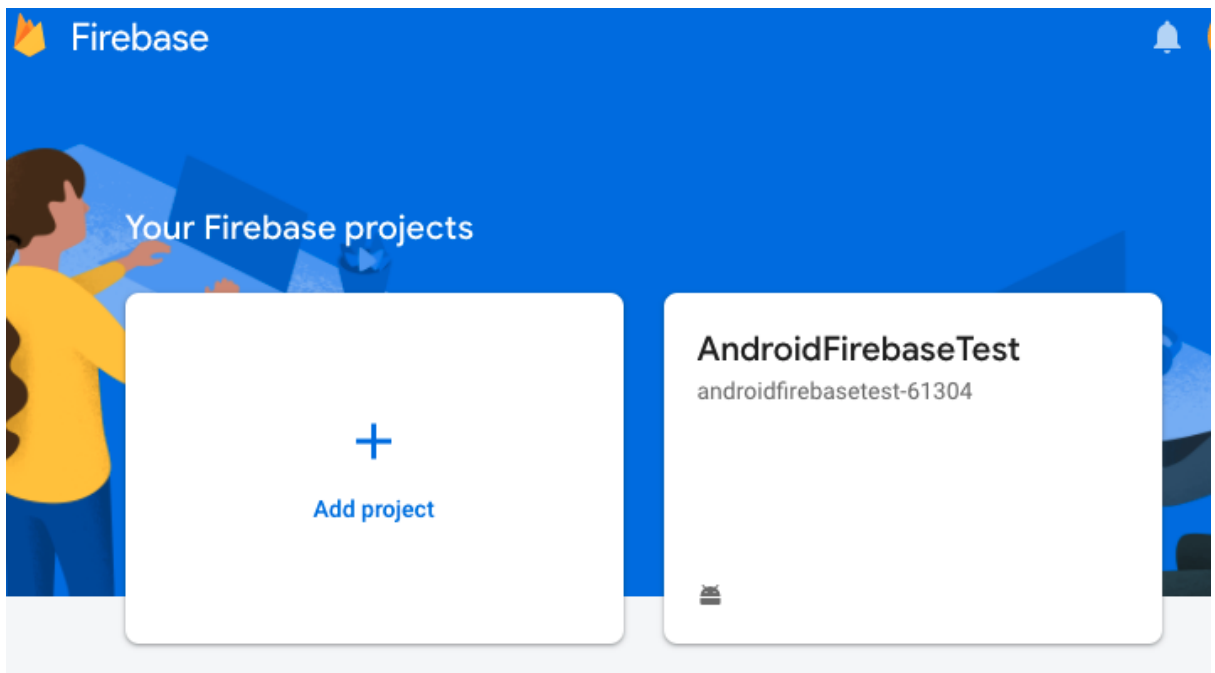 Firebase
Your Firebase projects
Add project
AndroidFirebaseTest
androidfirebasetest-61304